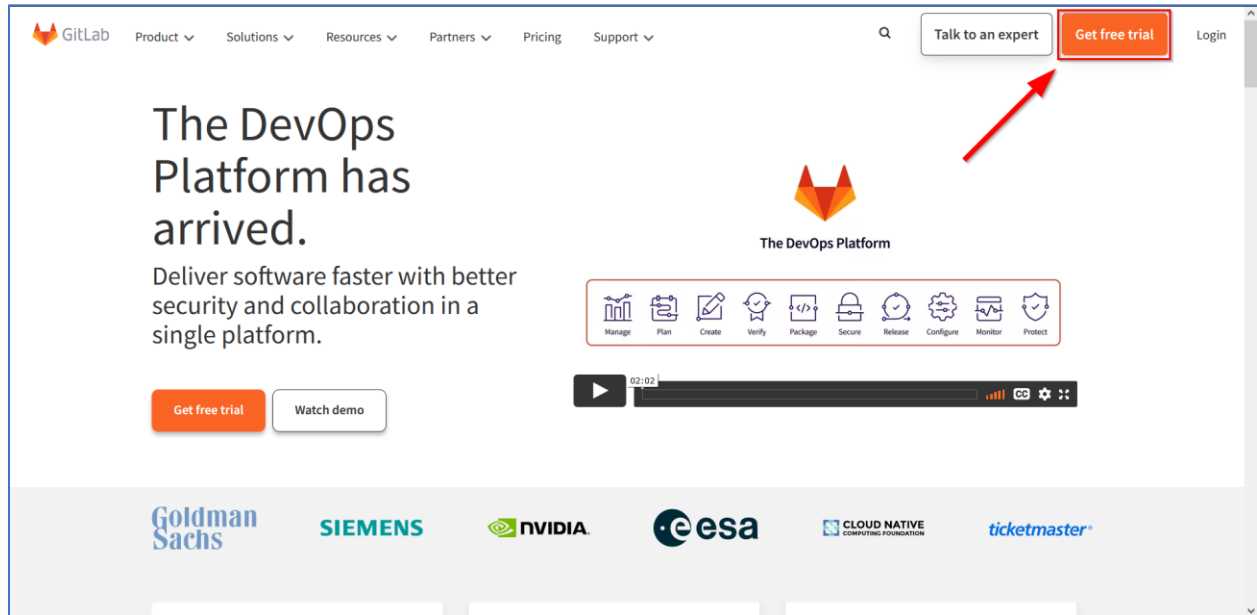 GitLab
Product
Solutions
Resources
Partners
Pricing
Support
Talk to an expert
Get free trial
Login
The DevOps
Platform has
arrived.
Deliver software faster with better
security and collaboration in a
single platform.
Get free trial
Watch demo
The DevOps Platform
Manage
Plan
Create
Verify
Package
Secure
Release
Configure
Monitor
Protect
02:02
CC
Goldman
Sachs
SIEMENS
NVIDIA.
esa
CLOUD NATIVE
COMPUTING FOUNDATION
ticketmaster®